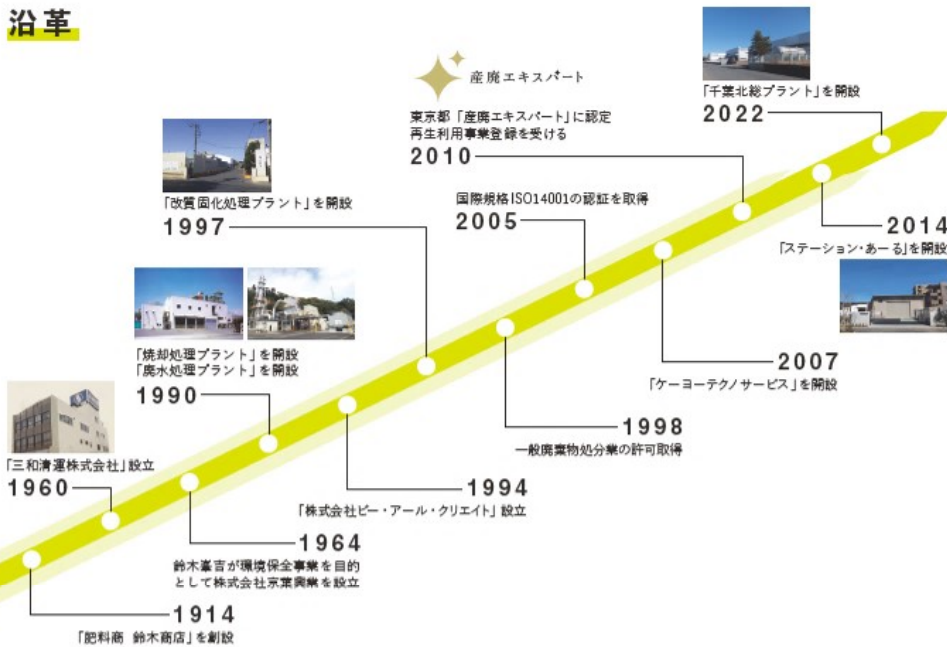 沿革
産廃エキスパート
「千葉北総プラント」を開設
2022
東京都「産廃エキスパート」に認定
再生利用事業登録を受ける
2010
「改質固化処理プラント」を開設
1997
国際規格ISO14001の認証を取得
2005
2014
「ステーション・あーる」を開設
「焼却処理プラント」を開設
「廃水処理プラント」を開設
1990
2007
「ケーヨーテクノサービス」を開設
1998
一般廃棄物処分業の許可取得
「三和清運株式会社」設立
1960
1994
「株式会社ピー・アール・クリエイト」設立
1964
鈴木峯吉が環境保全事業を目的
として株式会社京葉興業を設立
1914
「肥料商 鈴木商店」を創設